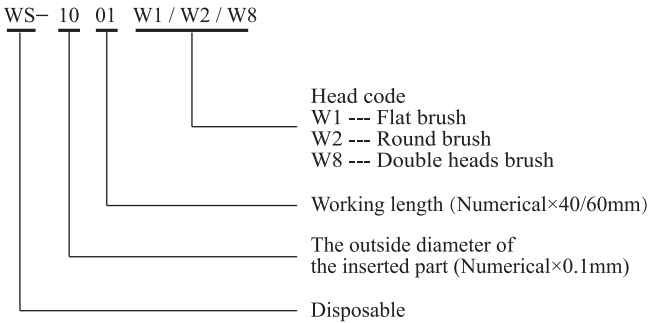 WS- 10 01 W1 / W2 / W8
Head code
W1 --- Flat brush
W2 --- Round brush
W8 --- Double heads brush
Working length (Numerical×40/60mm)
The outside diameter of
the inserted part (Numerical×0.1mm)
Disposable